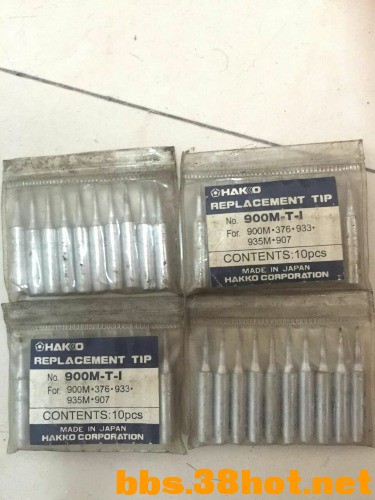 HAKKO
REPLACEMENT TIP
No. 900M-T-I
For. 900M•376•933•
935M•907
CONTENTS:10pcs
MADE IN JAPAN
HAKKO CORPORATION
HAKKO
REPLACEMENT TIP
No. 900M-T-I
For. 900M•376•933•
935M•907
CONTENTS:10pcs
MADE IN JAPAN
HAKKO CORPORATION
bbs.38hot.net